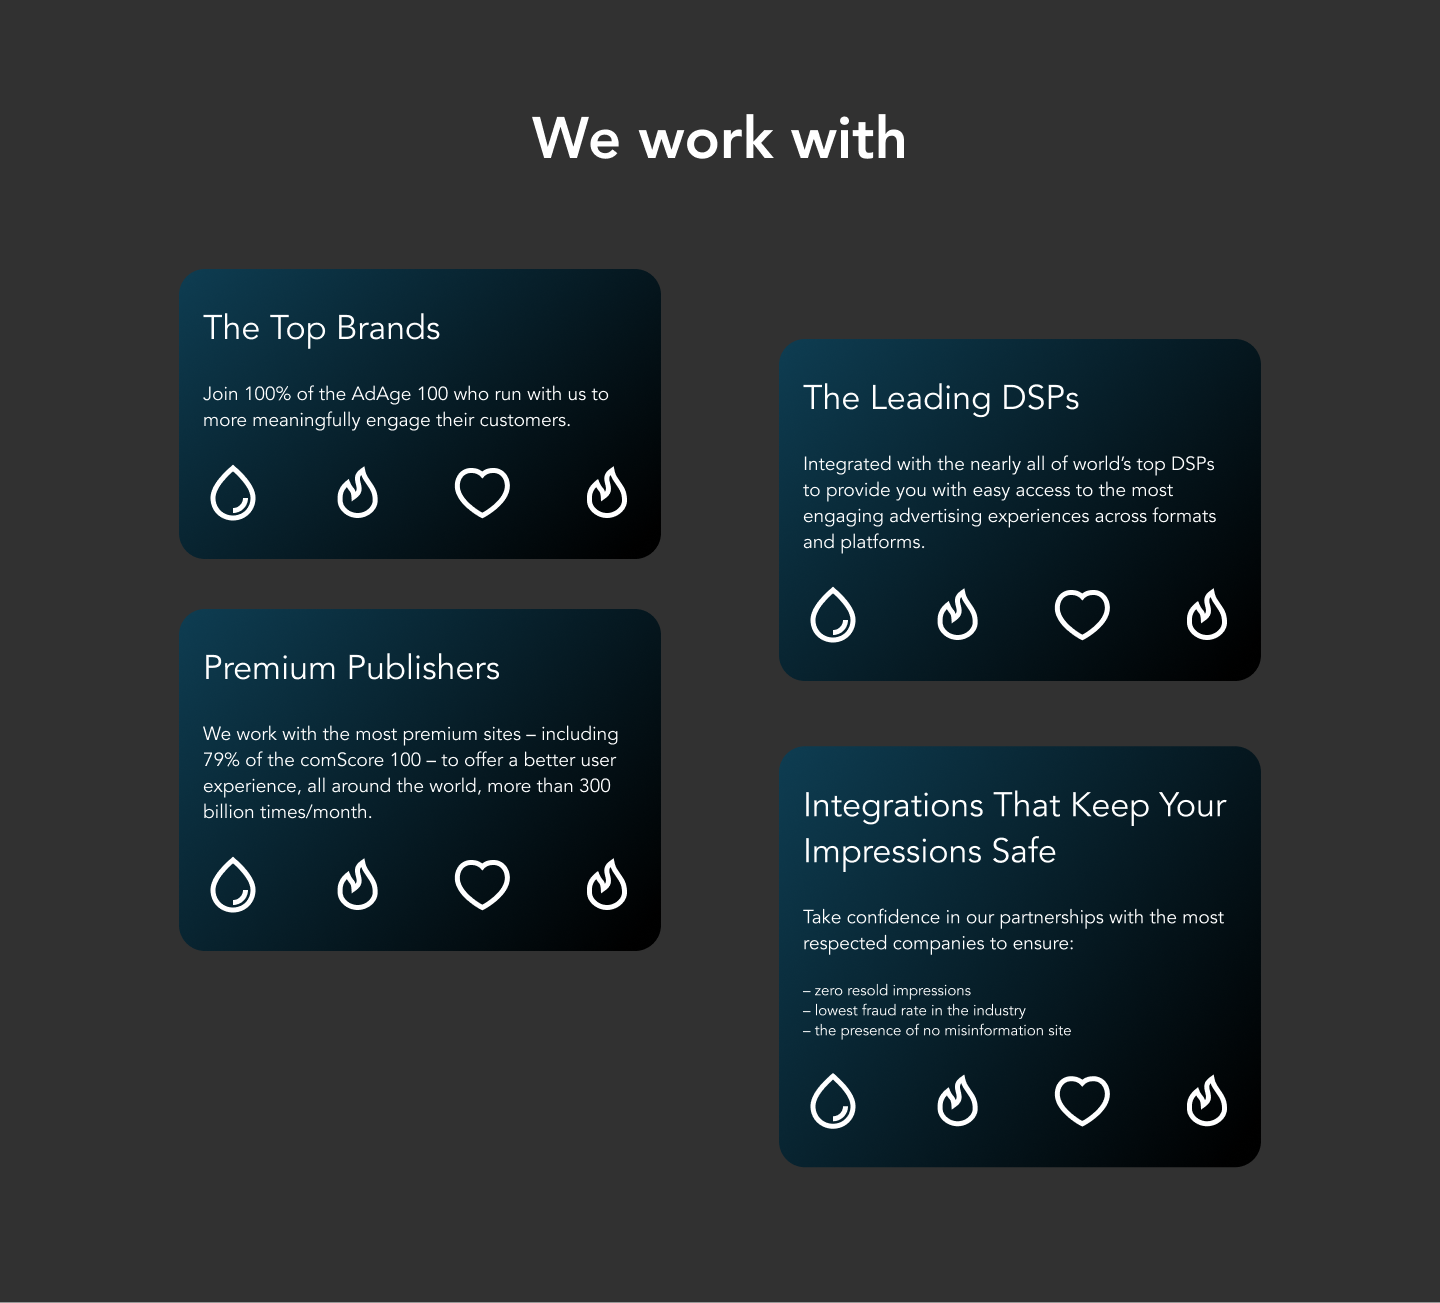 We work with
The Top Brands
Join 100% of the AdAge 100 who run with us to
more meaningfully engage their customers.
The Leading DSPs
Integrated with the nearly all of world’s top DSPs
to provide you with easy access to the most
engaging advertising experiences across formats
and platforms.
Premium Publishers
We work with the most premium sites – including
79% of the comScore 100 – to offer a better user
experience, all around the world, more than 300
billion times/month.
Integrations That Keep Your
Impressions Safe
Take confidence in our partnerships with the most
respected companies to ensure:
– zero resold impressions
– lowest fraud rate in the industry
– the presence of no misinformation site